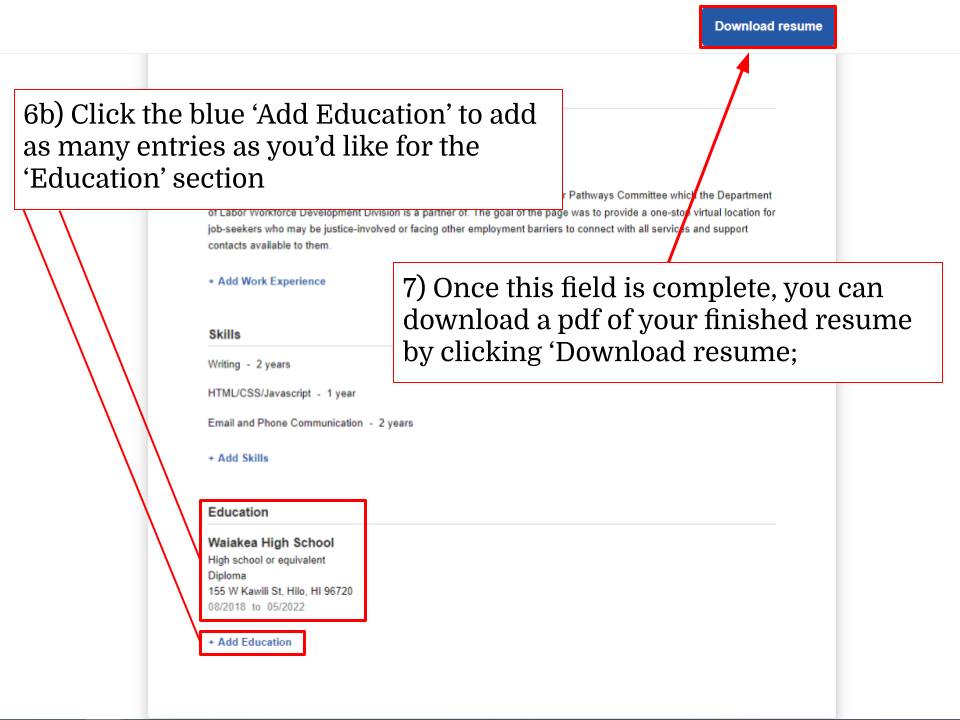 Download resume
6b) Click the blue ‘Add Education’ to add
as many entries as you’d like for the
‘Education’ section
r Pathways Committee which the Department
of Labor Workforce Development Division is a partner of. The goal of the page was to provide a one-stop virtual location for
job-seekers who may be justice-involved or facing other employment barriers to connect with all services and support
contacts available to them.
+ Add Work Experience
7) Once this field is complete, you can
download a pdf of your finished resume
by clicking ‘Download resume;
Skills
Writing - 2 years
HTML/CSS/Javascript - 1 year
Email and Phone Communication - 2 years
+ Add Skills
Education
Waiakea High School
High school or equivalent
Diploma
155 W Kawili St, Hilo, HI 96720
08/2018 to 05/2022
+ Add Education